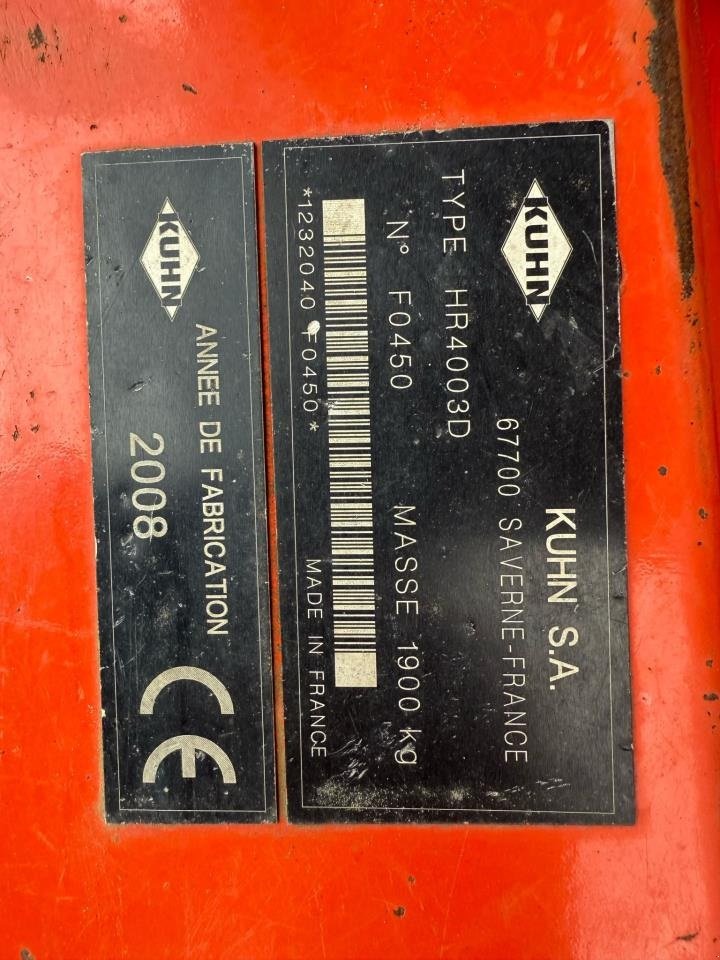 KUHN
KUHN S.A.
67700 SAVERNE-FRANCE
TYPE HR4003D
N° F0450 MASSE 1900 kg
*1232040 F0450*
MADE IN FRANCE
KUHN
ANNEE DE FABRICATION
2008
CE